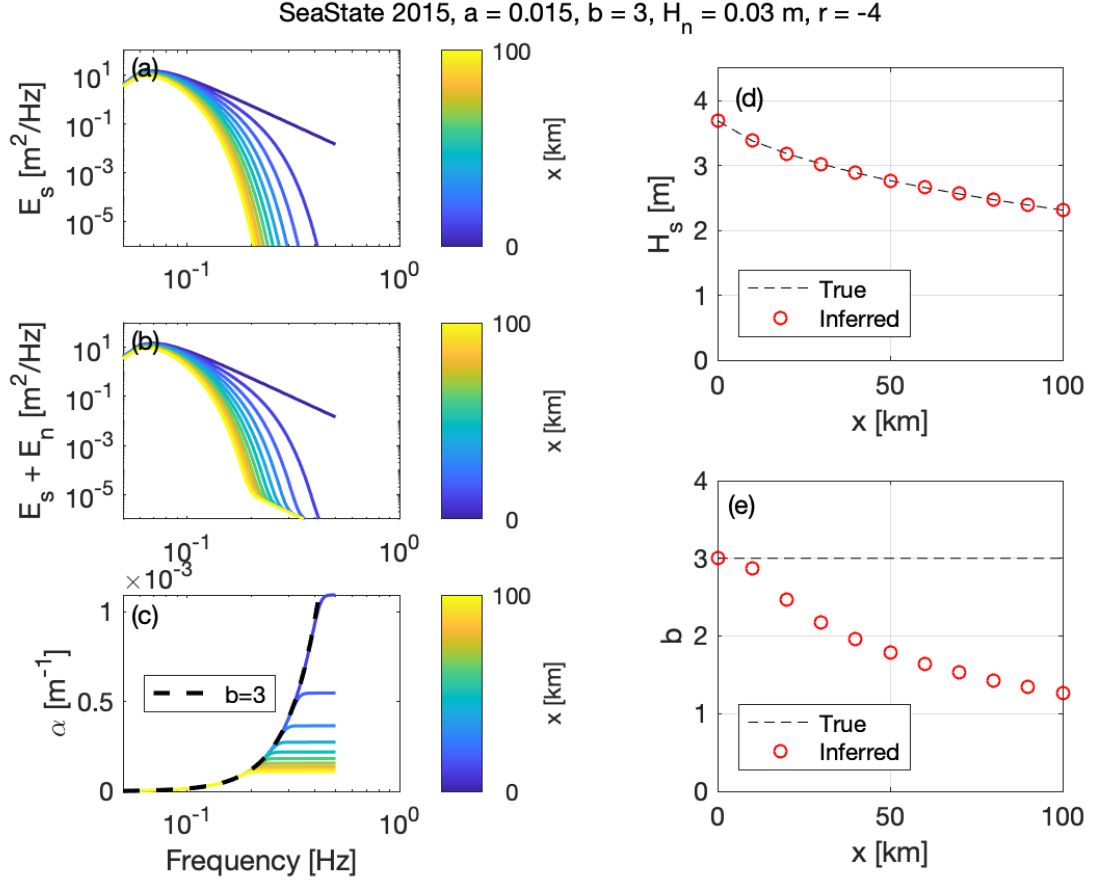 SeaState 2015, a = 0.015, b = 3, H_n = 0.03 m, r = -4
(a)
E_s [m^2/Hz]
10^1
10^-1
10^-3
10^-5
10^-1
10^0
100
0
x [km]
(b)
E_s + E_n [m^2/Hz]
10^1
10^-1
10^-3
10^-5
10^-1
10^0
100
0
x [km]
×10^-3
(c)
α [m^-1]
1
0.5
0
b=3
10^-1
10^0
Frequency [Hz]
100
0
x [km]
(d)
H_s [m]
4
3
2
1
0
True
Inferred
0
50
100
x [km]
(e)
b
4
3
2
1
0
True
Inferred
0
50
100
x [km]